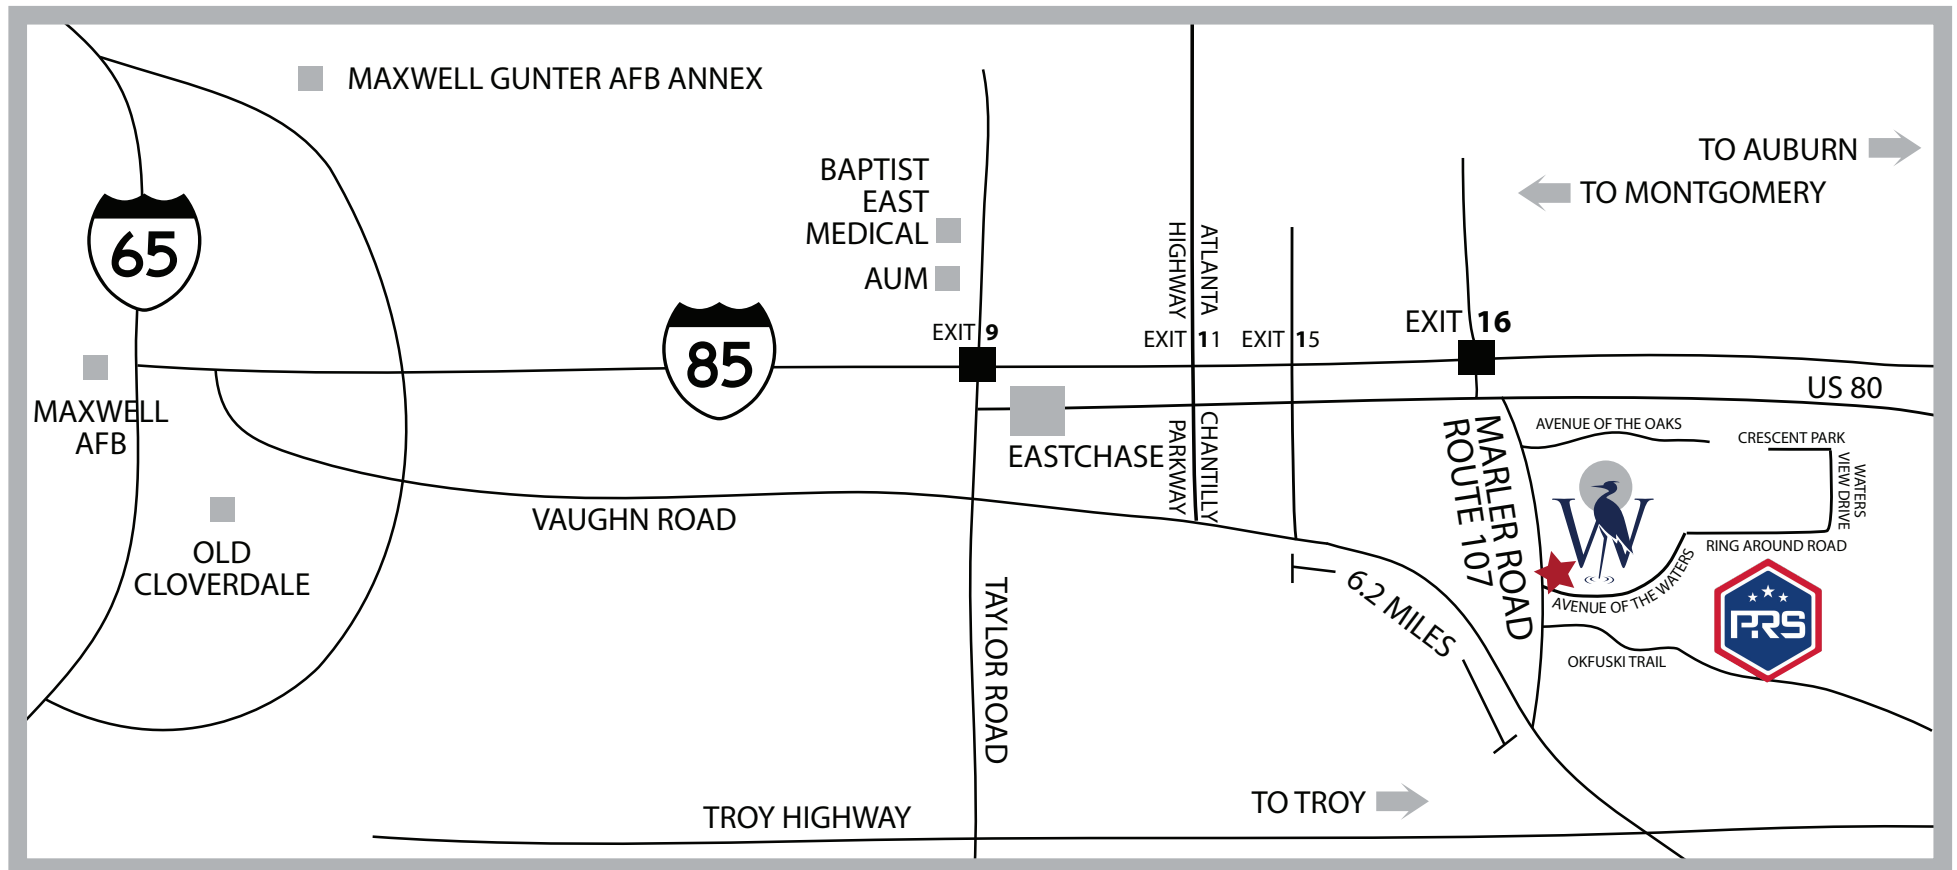 MAXWELL GUNTER AFB ANNEX
TO AUBURN
TO MONTGOMERY
BAPTIST
EAST
MEDICAL
AUM
65
85
ATLANTA
HIGHWAY
EXIT 9
EXIT 11
EXIT 15
EXIT 16
US 80
MAXWELL
AFB
EASTCHASE
CHANTILLY
PARKWAY
MARLER ROAD
ROUTE 107
AVENUE OF THE OAKS
CRESCENT PARK
WATERS
VIEW DRIVE
W
RING AROUND ROAD
AVENUE OF THE WATERS
PRS
OKFUSKI TRAIL
OLD
CLOVERDALE
VAUGHN ROAD
6.2 MILES
TAYLOR ROAD
TO TROY
TROY HIGHWAY